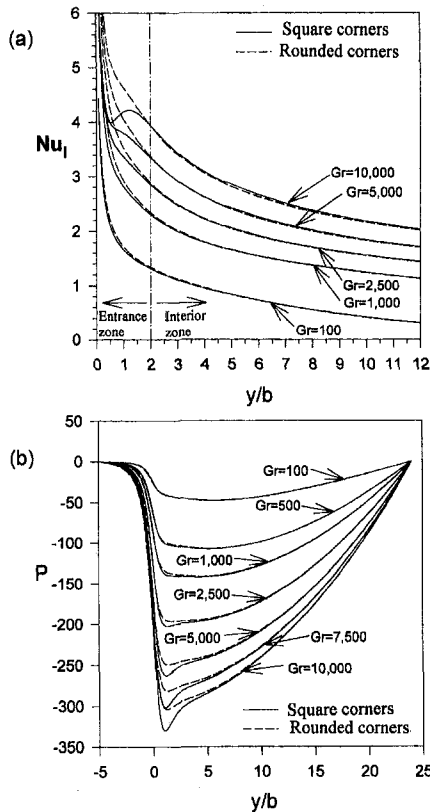 (a)
6
5
4
3
2
1
0
Nu_l
Square corners
Rounded corners
Gr=10,000
Gr=5,000
Gr=2,500
Gr=1,000
Gr=100
Entrance
zone
Interior
zone
0 1 2 3 4 5 6 7 8 9 10 11 12
y/b
(b)
50
0
-50
-100
-150
-200
-250
-300
-350
P
Gr=100
Gr=500
Gr=1,000
Gr=2,500
Gr=5,000
Gr=7,500
Gr=10,000
Square corners
Rounded corners
-5 0 5 10 15 20 25
y/b